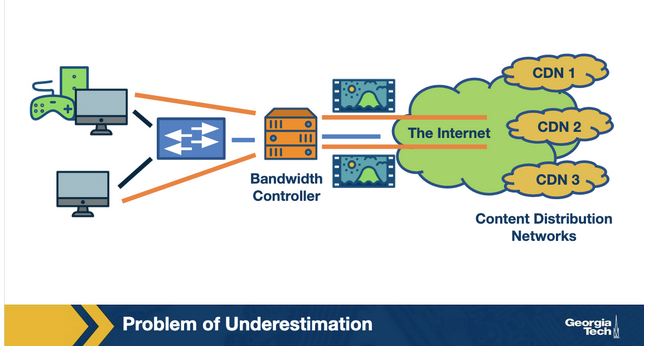 CDN 1
The Internet
CDN 2
CDN 3
Bandwidth
Controller
Content Distribution
Networks
Problem of Underestimation
Georgia
Tech